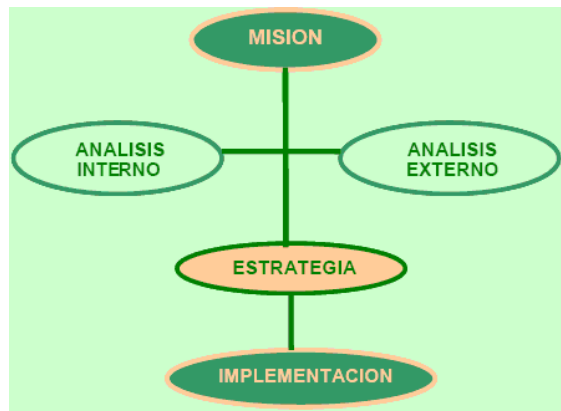 MISION
ANALISIS
INTERNO
ANALISIS
EXTERNO
ESTRATEGIA
IMPLEMENTACION